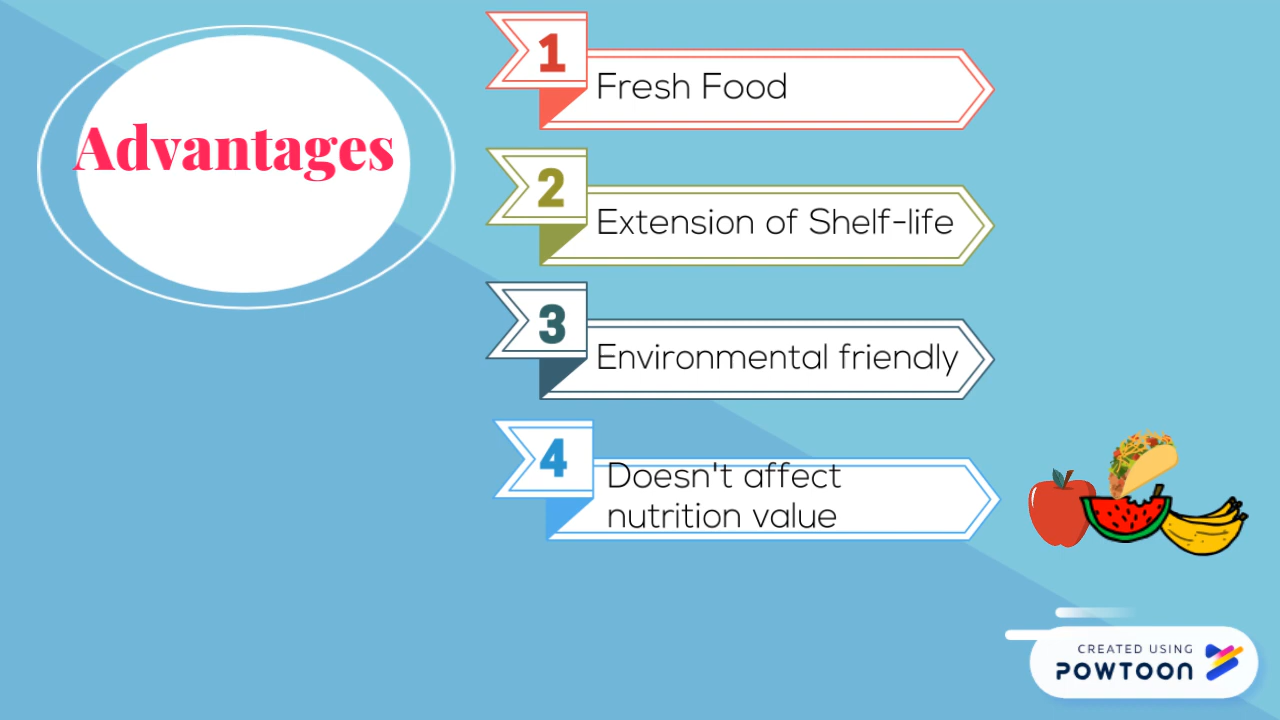 Advantages
1
Fresh Food
2
Extension of Shelf-life
3
Environmental friendly
4
Doesn't affect
nutrition value
CREATED USING
POWTOON